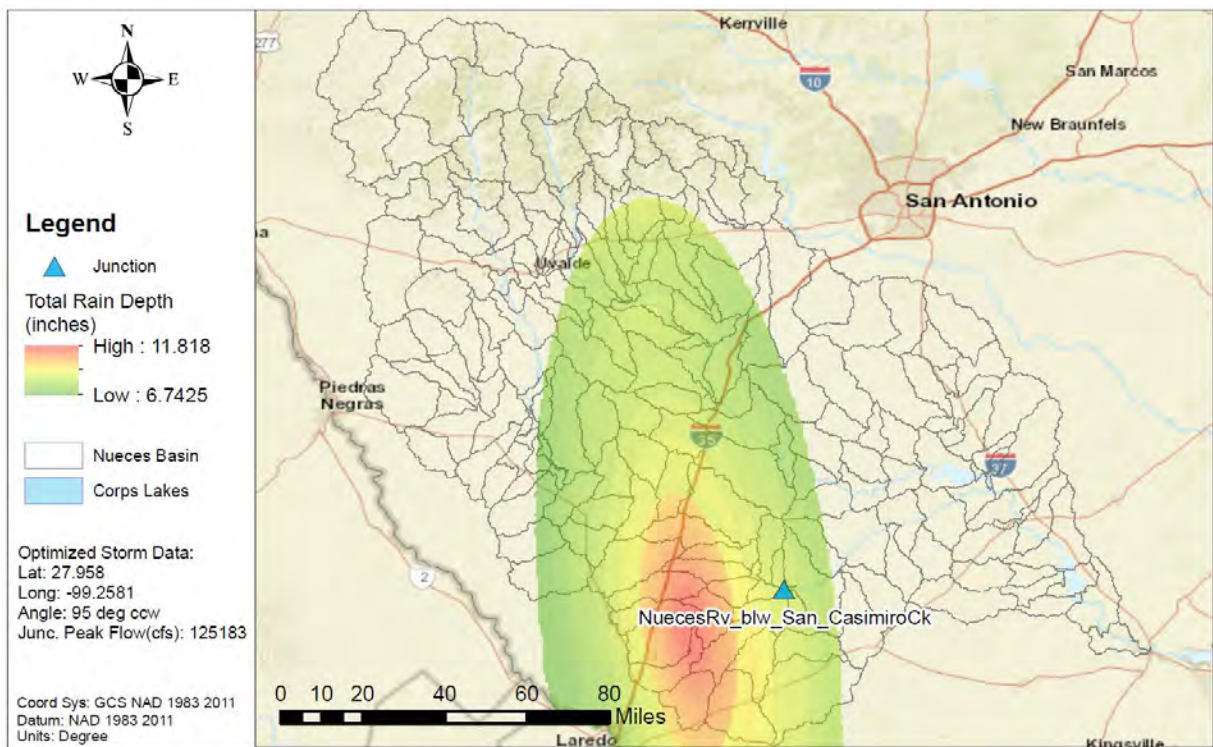 N
W
E
S
Legend
Junction
Total Rain Depth
(inches)
High : 11.818
Low : 6.7425
Nueces Basin
Corps Lakes
Optimized Storm Data:
Lat: 27.958
Long: -99.2581
Angle: 95 deg ccw
Junc. Peak Flow(cfs): 125183
Coord Sys: GCS NAD 1983 2011
Datum: NAD 1983 2011
Units: Degree
277
Kerrville
10
San Marcos
New Braunfels
San Antonio
na
Uvalde
Piedras
Negras
35
37
2
NuecesRv_blw_San_CasimiroCk
0 10 20 40 60 80
Miles
Laredo
Kingsville